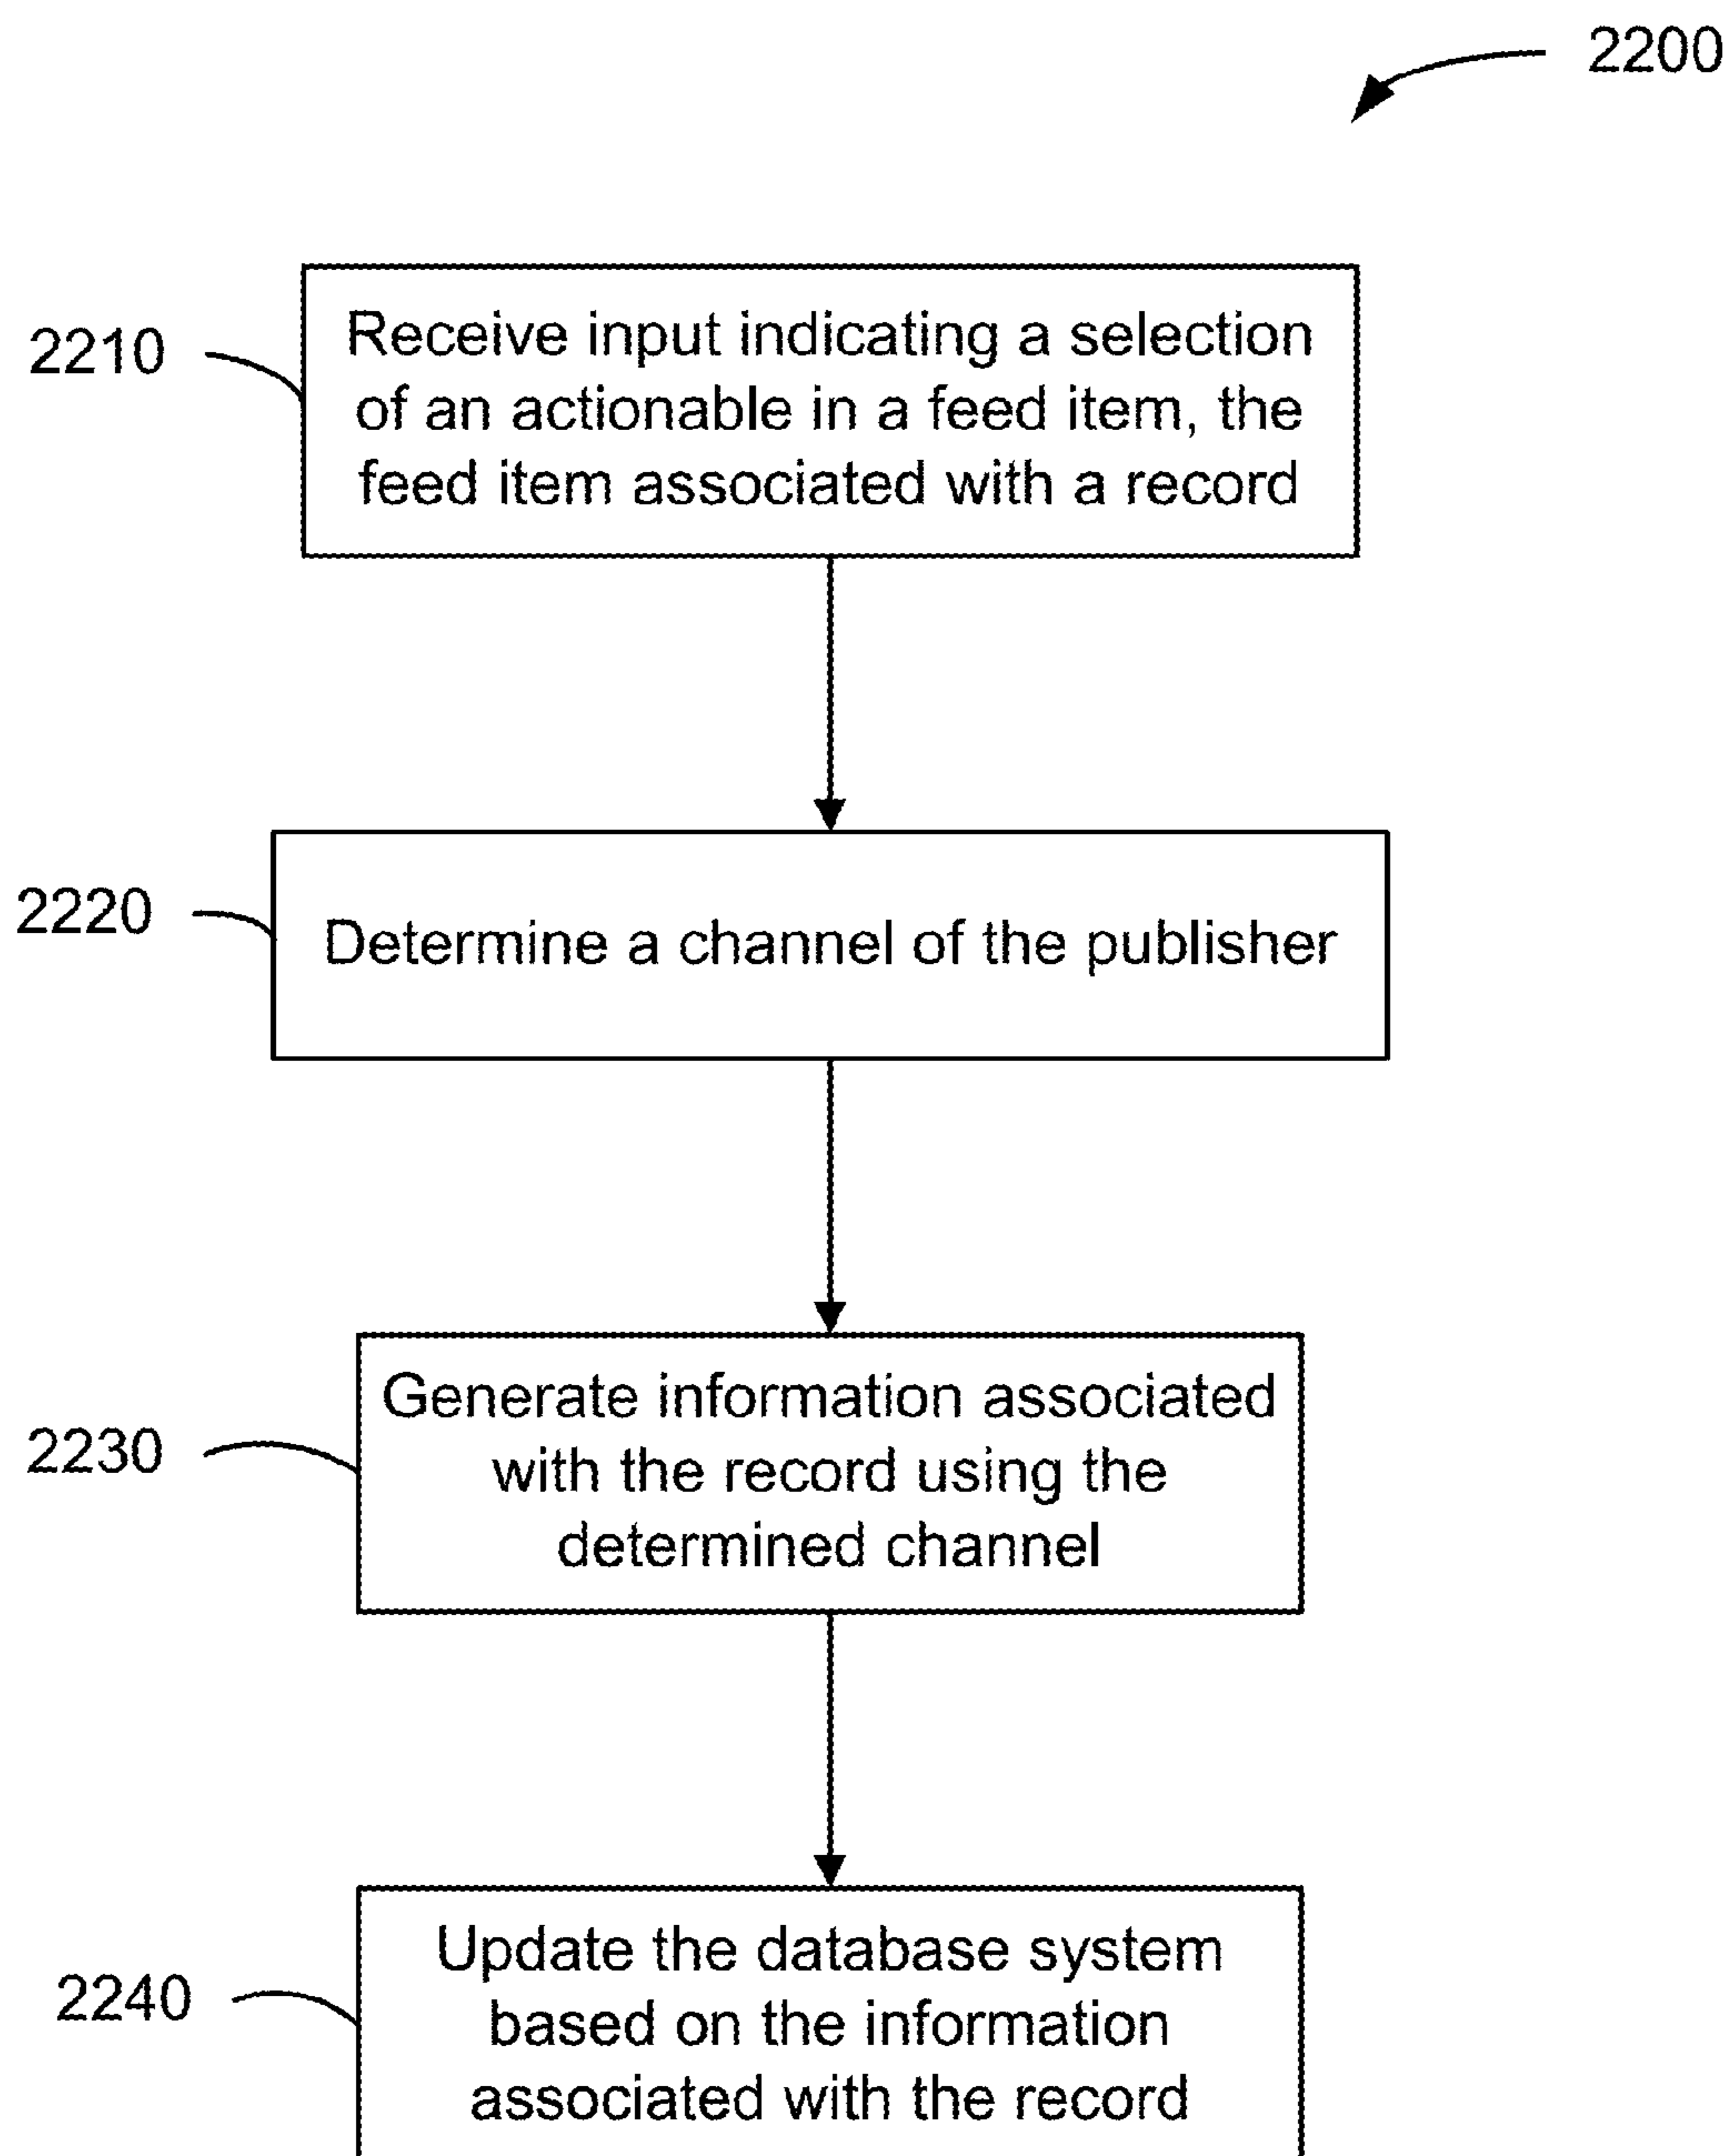 2200
2210
Receive input indicating a selection
of an actionable in a feed item, the
feed item associated with a record
2220
Determine a channel of the publisher
2230
Generate information associated
with the record using the
determined channel
2240
Update the database system
based on the information
associated with the record